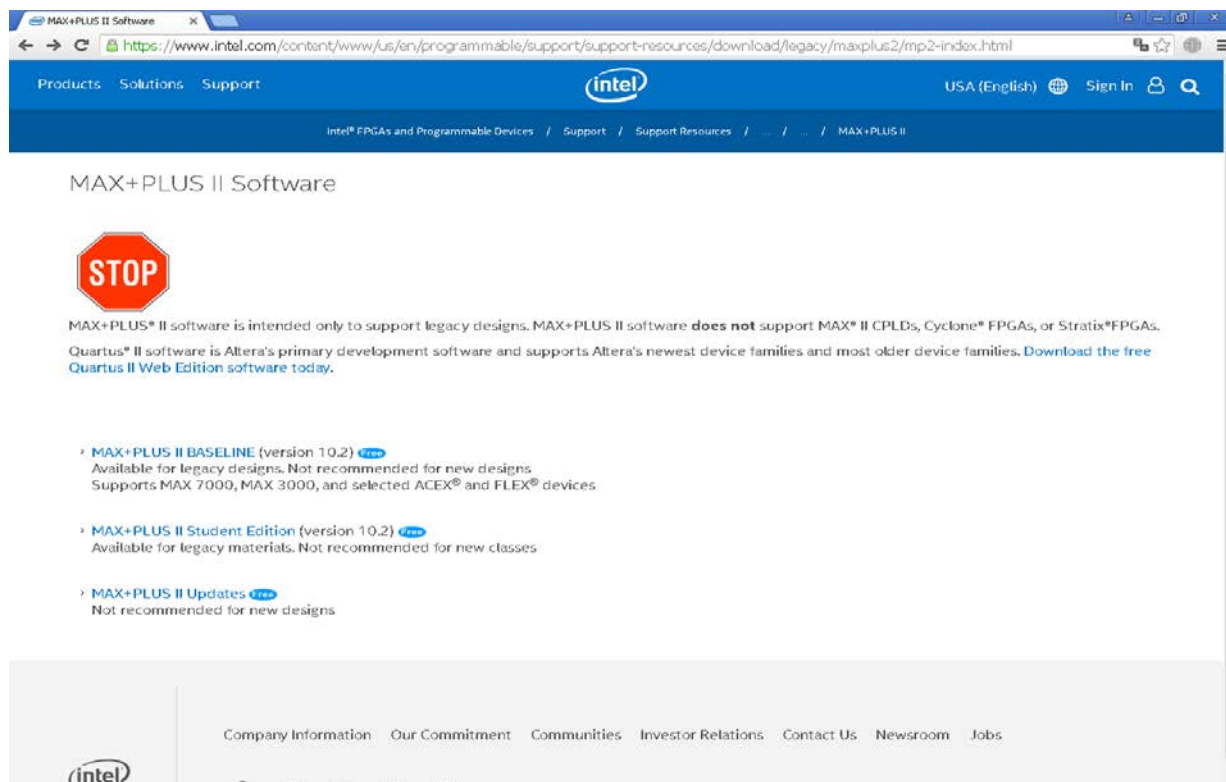 MAX+PLUS II Software
https://www.intel.com/content/www/us/en/programmable/support/support-resources/download/legacy/maxplus2/mp2-index.html
Products Solutions Support
intel
USA (English) Sign In
Intel® FPGAs and Programmable Devices / Support / Support Resources / ... / ... / MAX+PLUS II
MAX+PLUS II Software
STOP
MAX+PLUS® II software is intended only to support legacy designs. MAX+PLUS II software does not support MAX® II CPLDs, Cyclone® FPGAs, or Stratix®FPGAs.
Quartus® II software is Altera's primary development software and supports Altera's newest device families and most older device families. Download the free
Quartus II Web Edition software today.
› MAX+PLUS II BASELINE (version 10.2) Free
Available for legacy designs. Not recommended for new designs
Supports MAX 7000, MAX 3000, and selected ACEX® and FLEX® devices
› MAX+PLUS II Student Edition (version 10.2) Free
Available for legacy materials. Not recommended for new classes
› MAX+PLUS II Updates Free
Not recommended for new designs
Company Information Our Commitment Communities Investor Relations Contact Us Newsroom Jobs
intel